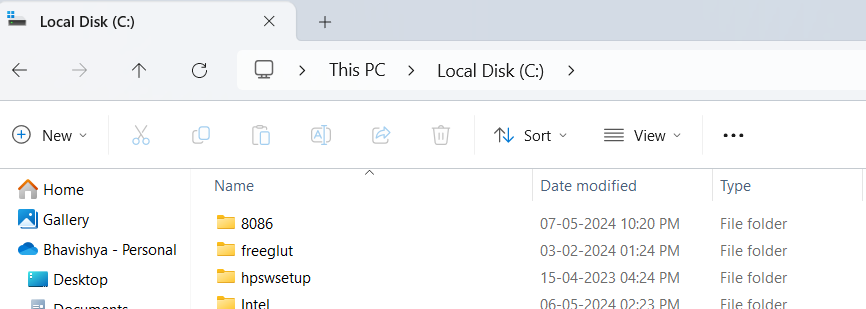 Local Disk (C:)
This PC Local Disk (C:)
New Sort View
Name Date modified Type
Home
Gallery
Bhavishya - Personal
Desktop
Documents
8086 07-05-2024 10:20 PM File folder
freeglut 03-02-2024 01:24 PM File folder
hpswsetup 15-04-2023 04:24 PM File folder
Intel 06-05-2024 02:23 PM File folder